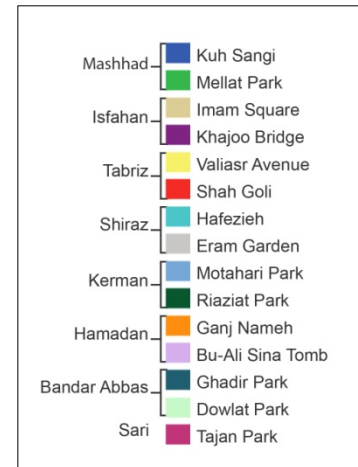 Mashhad
Kuh Sangi
Mellat Park
Isfahan
Imam Square
Khajoo Bridge
Tabriz
Valiasr Avenue
Shah Goli
Shiraz
Hafezieh
Eram Garden
Kerman
Motahari Park
Riaziat Park
Hamadan
Ganj Nameh
Bu-Ali Sina Tomb
Bandar Abbas
Ghadir Park
Dowlat Park
Sari
Tajan Park